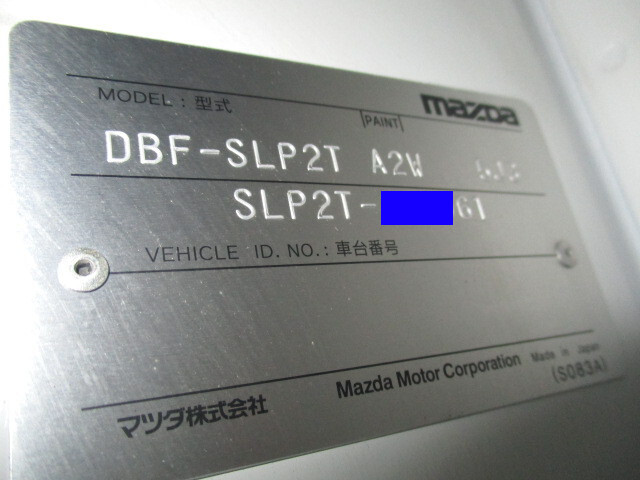 MODEL : 型式 mazda
PAINT
DBF-SLP2T A2W
SLP2T- 61
VEHICLE ID. NO.: 車台番号
マツダ株式会社 Mazda Motor Corporation Made in Japan
(S083A)